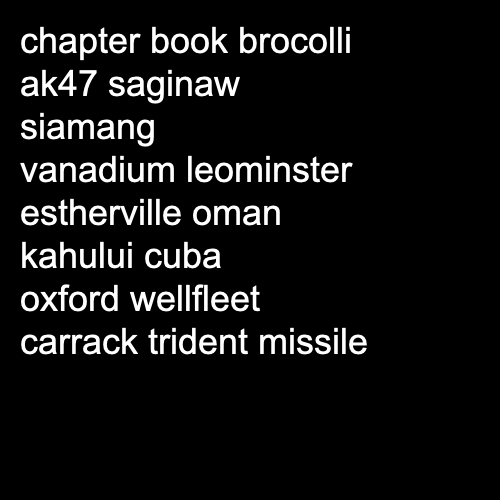 chapter book brocolli
ak47 saginaw
siamang
vanadium leominster
estherville oman
kahului cuba
oxford wellfleet
carrack trident missile